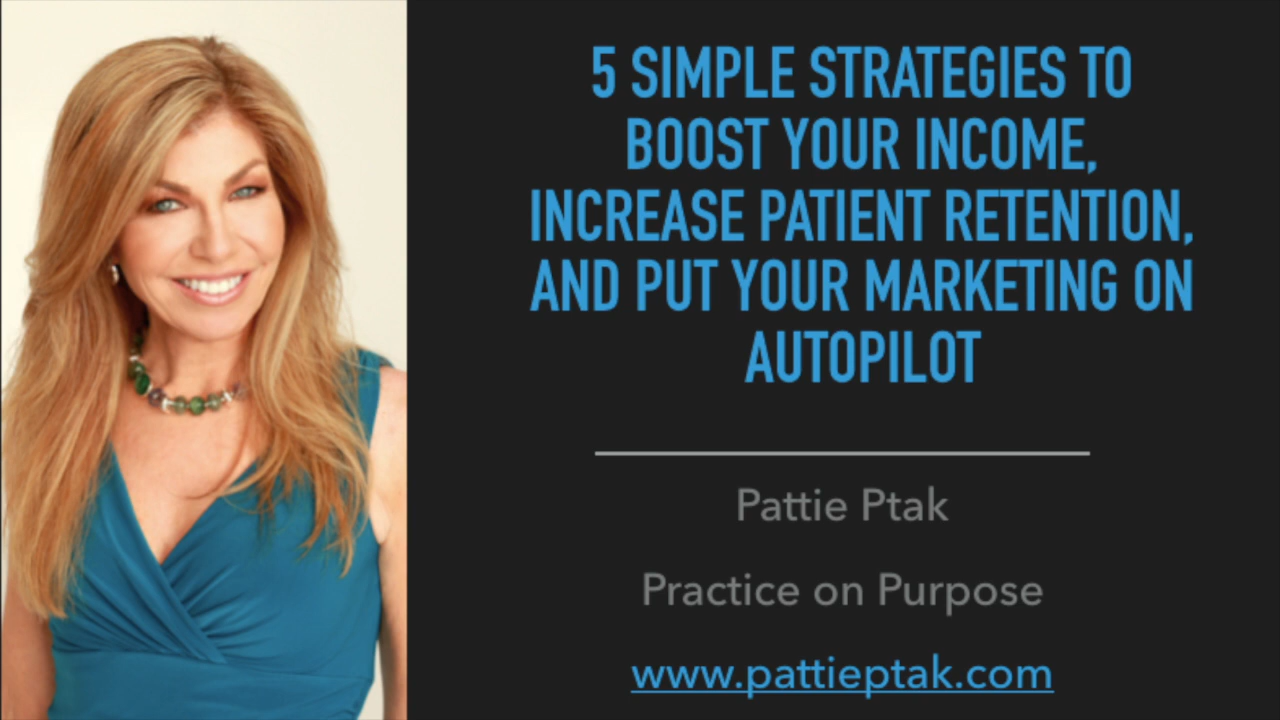 5 SIMPLE STRATEGIES TO
BOOST YOUR INCOME,
INCREASE PATIENT RETENTION,
AND PUT YOUR MARKETING ON
AUTOPILOT
Pattie Ptak
Practice on Purpose
www.pattieptak.com